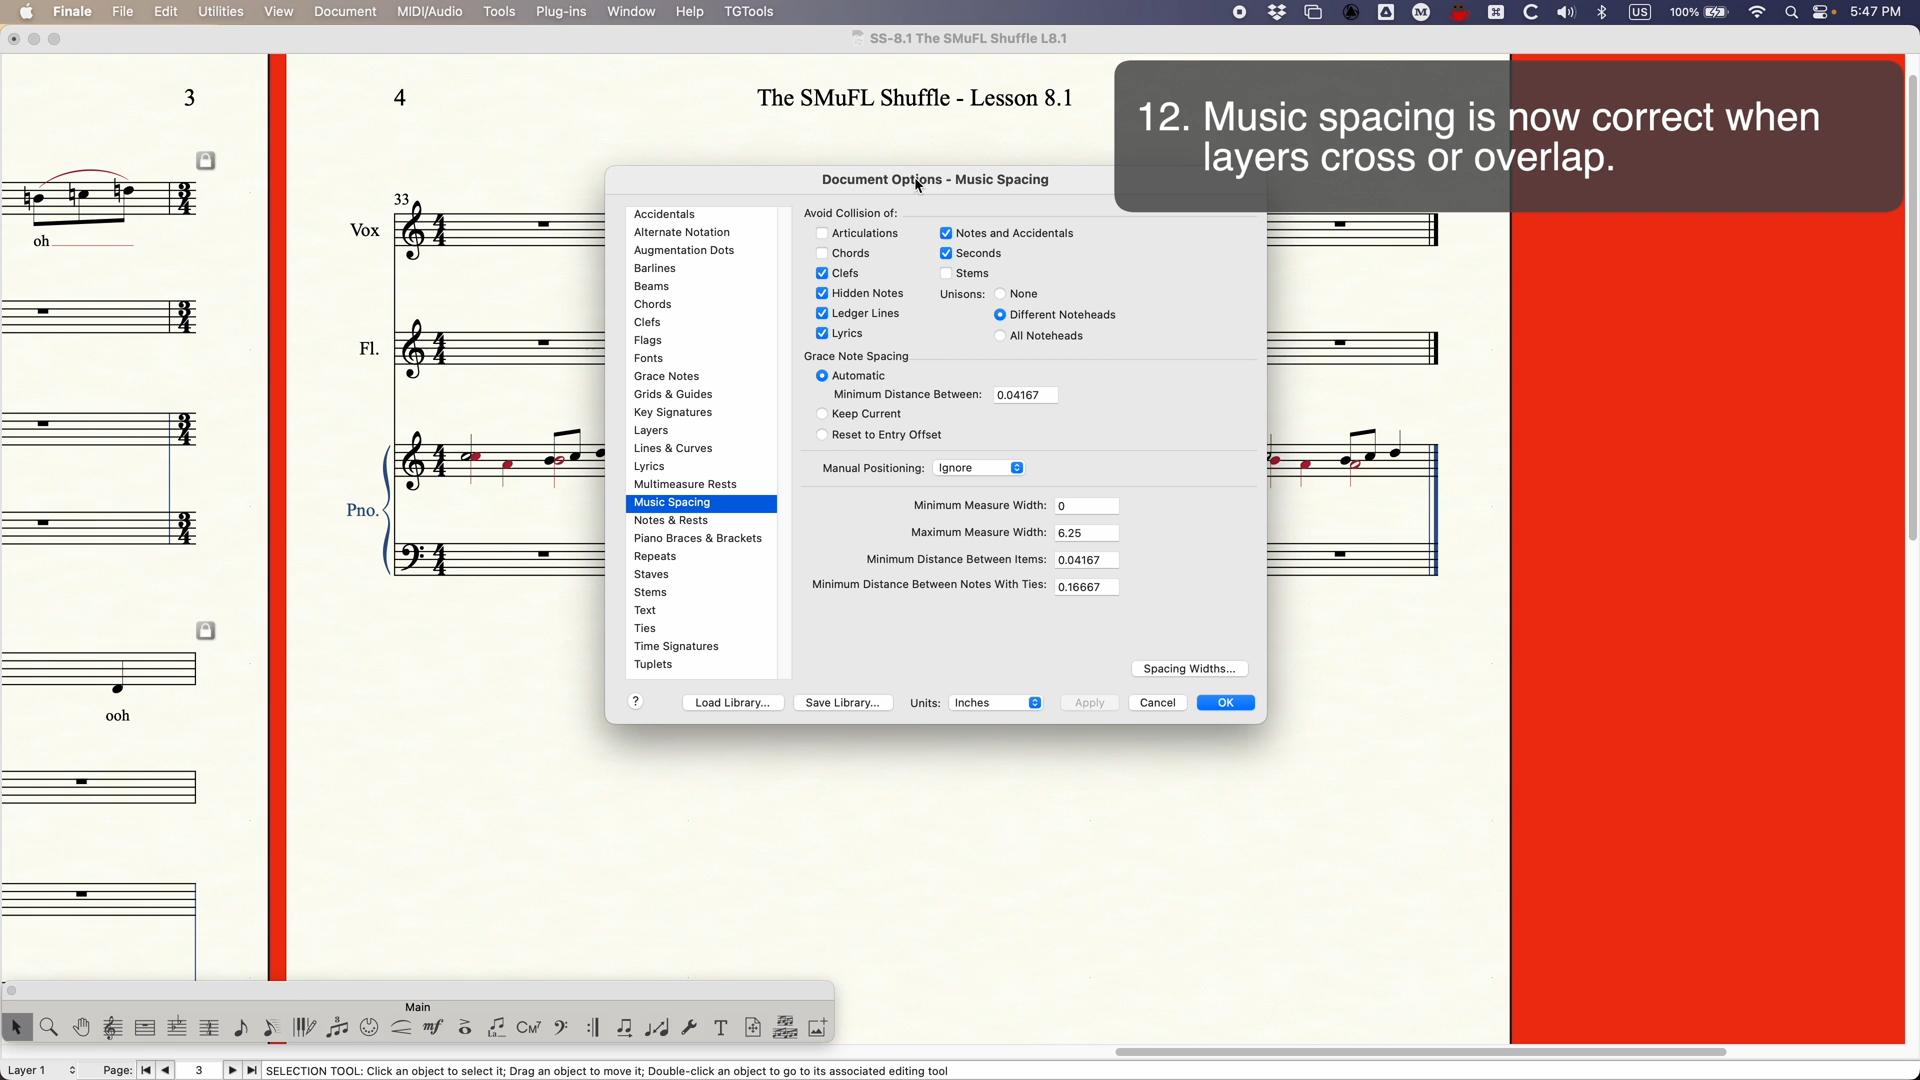 Finale File Edit Utilities View Document MIDI/Audio Tools Plug-ins Window Help TGTools
US 100% 5:47 PM
SS-8.1 The SMuFL Shuffle L8.1
3
4
The SMuFL Shuffle - Lesson 8.1
12. Music spacing is now correct when
layers cross or overlap.
oh
ooh
33
Vox
Fl.
Pno.
Document Options - Music Spacing
Accidentals
Alternate Notation
Augmentation Dots
Barlines
Beams
Chords
Clefs
Flags
Fonts
Grace Notes
Grids & Guides
Key Signatures
Layers
Lines & Curves
Lyrics
Multimeasure Rests
Music Spacing
Notes & Rests
Piano Braces & Brackets
Repeats
Staves
Stems
Text
Ties
Time Signatures
Tuplets
Avoid Collision of:
Articulations
Chords
Clefs
Hidden Notes
Ledger Lines
Lyrics
Notes and Accidentals
Seconds
Stems
Unisons: None
Different Noteheads
All Noteheads
Grace Note Spacing
Automatic
Minimum Distance Between: 0.04167
Keep Current
Reset to Entry Offset
Manual Positioning: Ignore
Minimum Measure Width: 0
Maximum Measure Width: 6.25
Minimum Distance Between Items: 0.04167
Minimum Distance Between Notes With Ties: 0.16667
Spacing Widths...
? Load Library... Save Library... Units: Inches Apply Cancel OK
Main
Layer 1 Page: 3 SELECTION TOOL: Click an object to select it; Drag an object to move it; Double-click an object to go to its associated editing tool